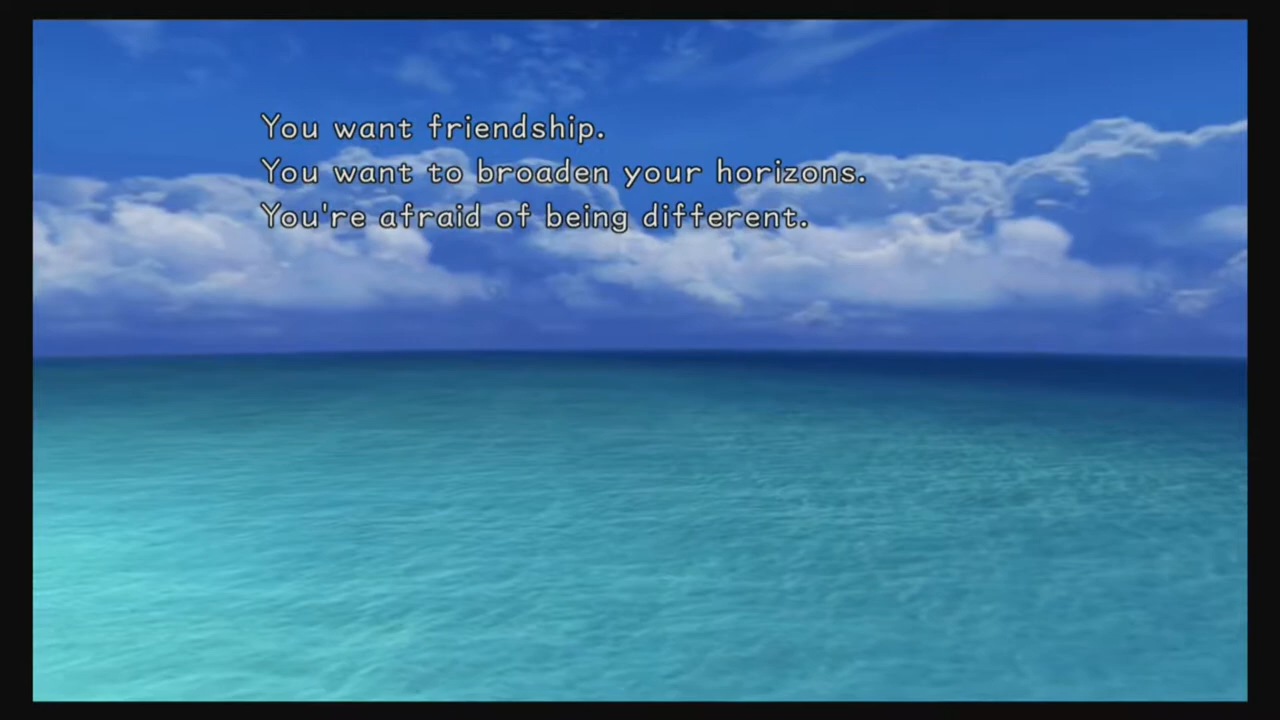 You want friendship.
You want to broaden your horizons.
You're afraid of being different.